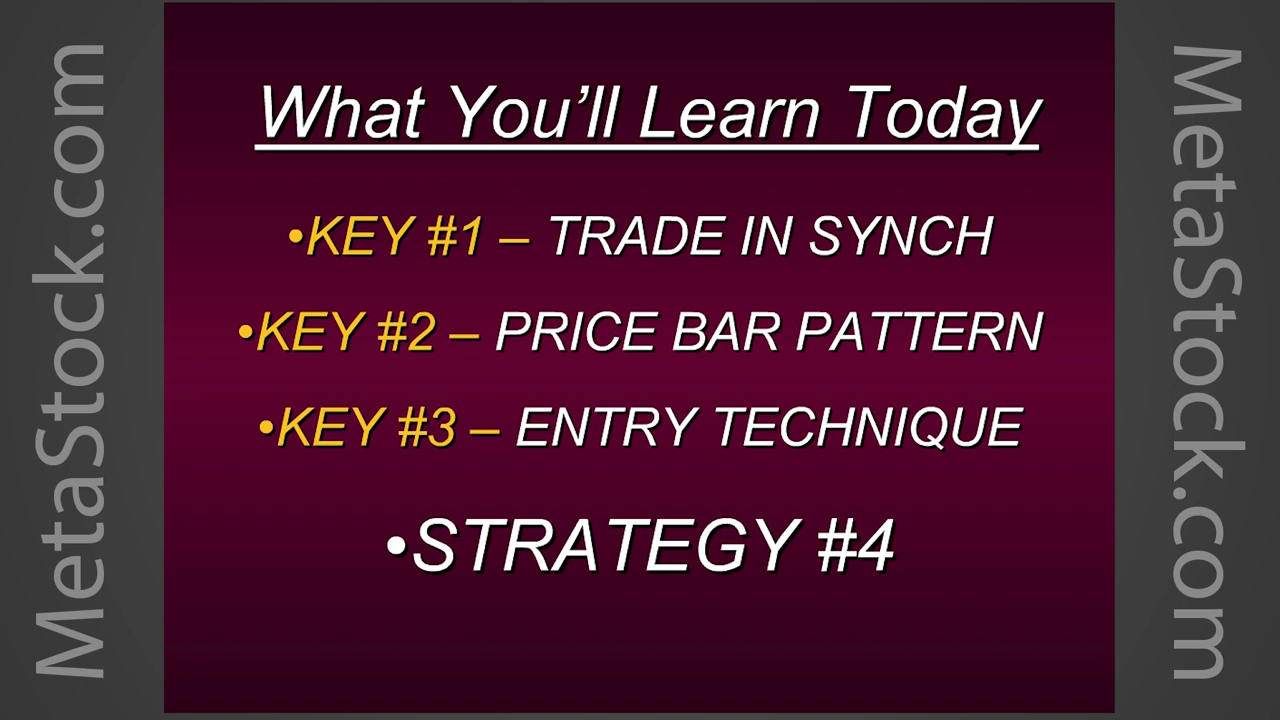 MetaStock.com
What You'll Learn Today
•KEY #1 – TRADE IN SYNCH
•KEY #2 – PRICE BAR PATTERN
•KEY #3 – ENTRY TECHNIQUE
•STRATEGY #4
MetaStock.com